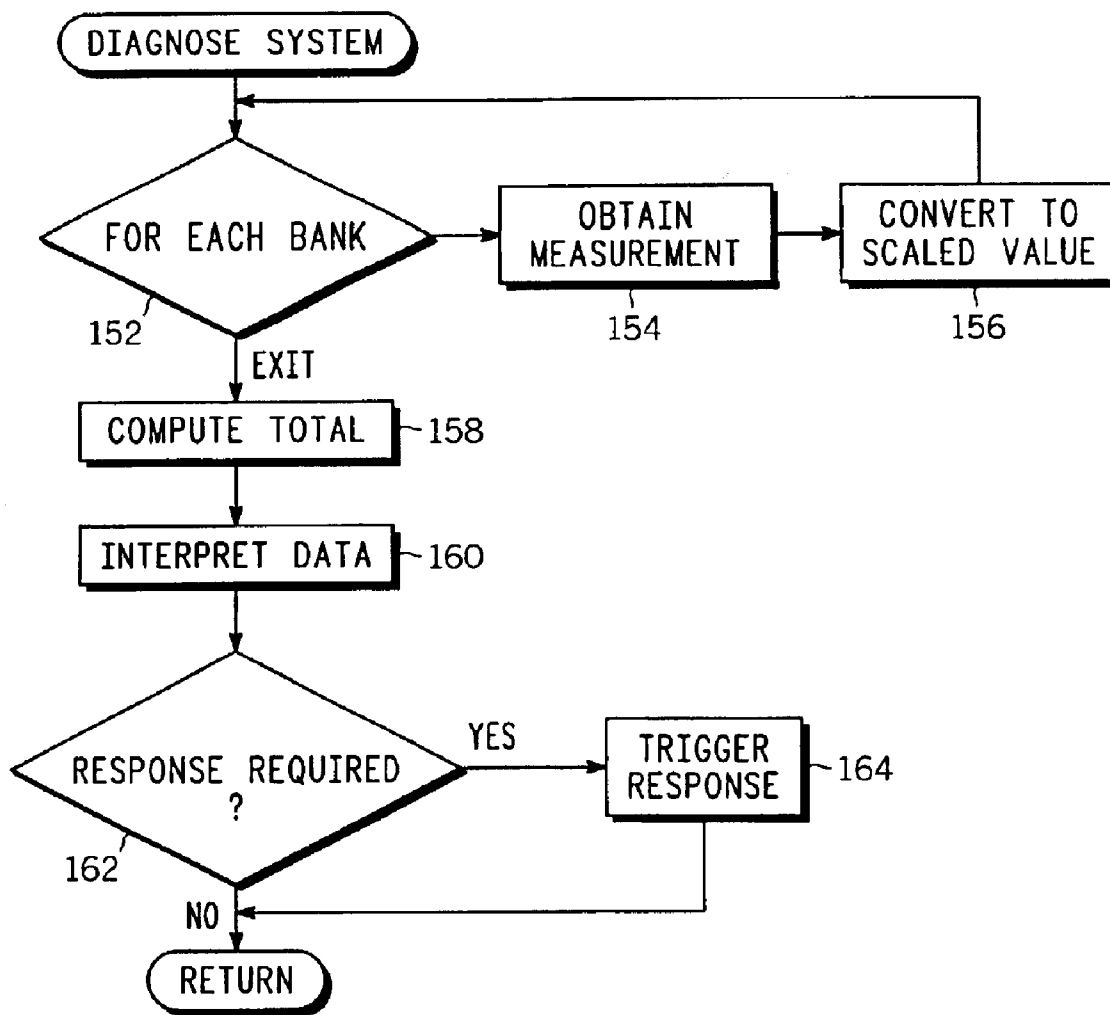 DIAGNOSE SYSTEM
FOR EACH BANK
152
OBTAIN
MEASUREMENT
154
CONVERT TO
SCALED VALUE
156
EXIT
COMPUTE TOTAL
158
INTERPRET DATA
160
RESPONSE REQUIRED
?
162
YES
TRIGGER
RESPONSE
164
NO
RETURN